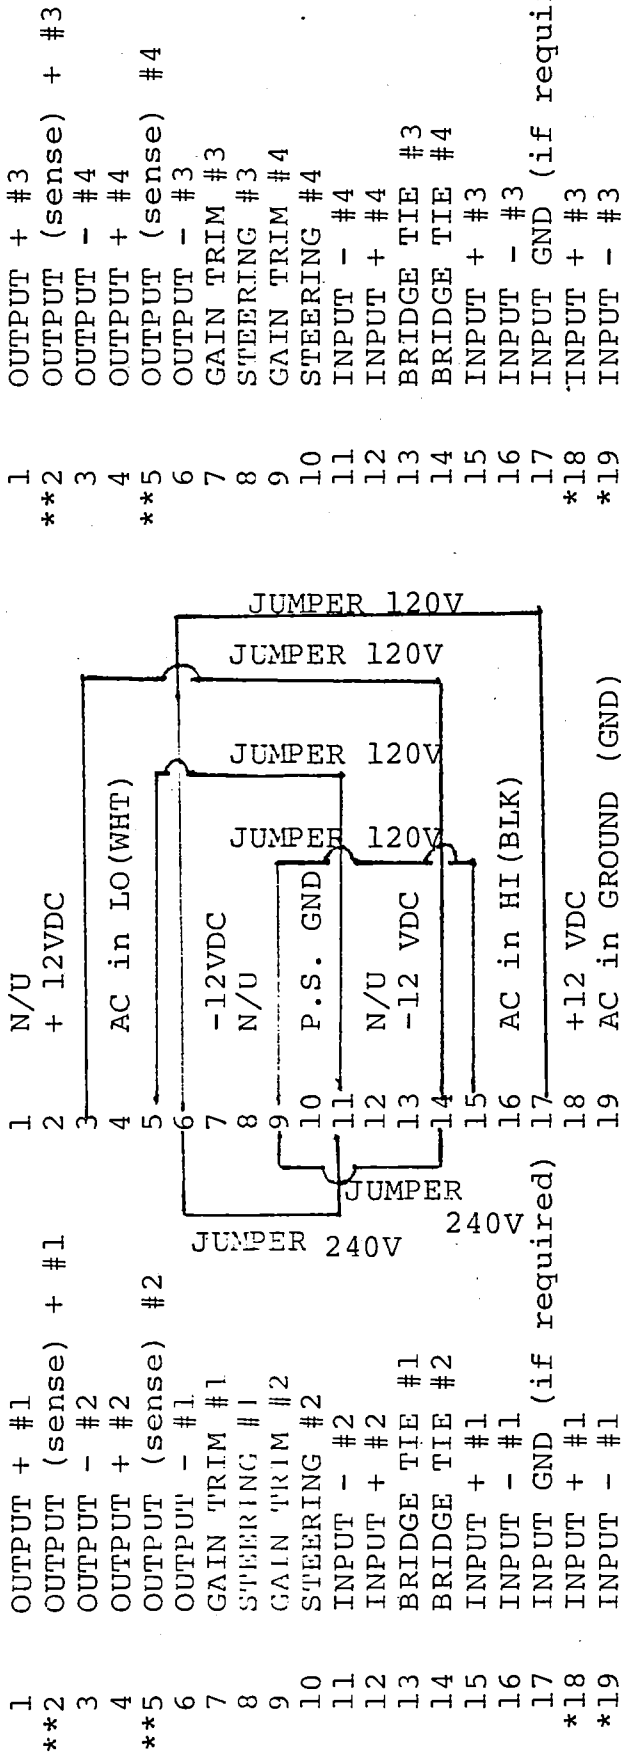 1 OUTPUT + #1
**2 OUTPUT (sense) + #1
3 OUTPUT - #2
4 OUTPUT + #2
**5 OUTPUT (sense) #2
6 OUTPUT - #1
7 GAIN TRIM #1
8 STEERING #1
9 GAIN TRIM #2
10 STEERING #2
11 INPUT - #2
12 INPUT + #2
13 BRIDGE TIE #1
14 BRIDGE TIE #2
15 INPUT + #1
16 INPUT - #1
17 INPUT GND (if required)
*18 INPUT + #1
*19 INPUT - #1
1 N/U
2 + 12VDC
3
4 AC in LO(WHT)
5
6
7 -12VDC
8 N/U
9
10 P.S. GND
11
12 N/U
13 -12 VDC
14
15
16 AC in HI(BLK)
17
18 +12 VDC
19 AC in GROUND (GND)
JUMPER 120V
JUMPER 120V
JUMPER 120V
JUMPER 120V
JUMPER 240V
JUMPER 240V
1 OUTPUT + #3
**2 OUTPUT (sense) + #3
3 OUTPUT - #4
4 OUTPUT + #4
**5 OUTPUT (sense) #4
6 OUTPUT - #3
7 GAIN TRIM #3
8 STEERING #3
9 GAIN TRIM #4
10 STEERING #4
11 INPUT - #4
12 INPUT + #4
13 BRIDGE TIE #3
14 BRIDGE TIE #4
15 INPUT + #3
16 INPUT - #3
17 INPUT GND (if requi
*18 INPUT + #3
*19 INPUT - #3